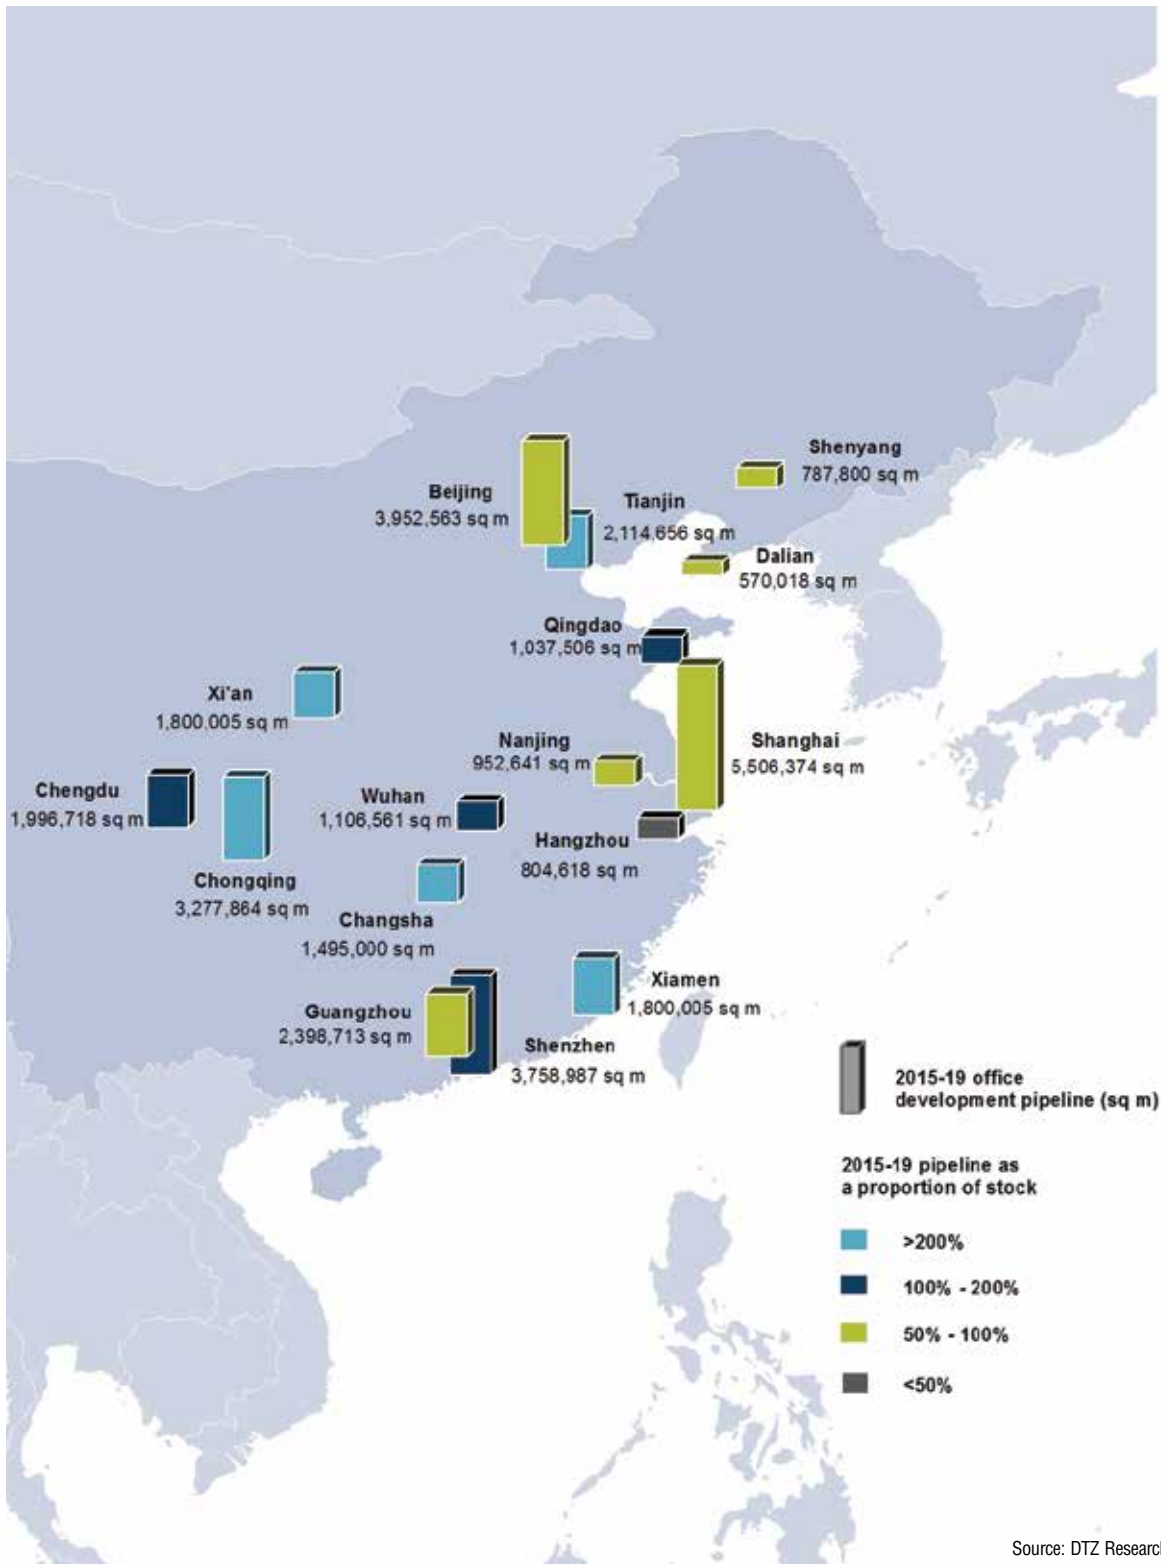 Shenyang
787,800 sq m
Beijing
3.952,563 sq m
Tianjin
2,114.656 sq m
Dalian
570,018 sq m
Qingdao
1,037,506 sq m
Xi'an
1,800.005 sq m
Nanjing
952,641 sq m
Shanghai
5,506,374 sq m
Chengdu
1,996,718 sq m
Wuhan
1,106,561 sq m
Hangzhou
804,618 sq m
Chongqing
3,277,864 sq m
Changsha
1,495,000 sq m
Xiamen
1,800,005 sq m
Guangzhou
2,398,713 sq m
Shenzhen
3,758,987 sq m
2015-19 office
development pipeline (sq m)
2015-19 pipeline as
a proportion of stock
>200%
100% - 200%
50% - 100%
<50%
Source: DTZ Research